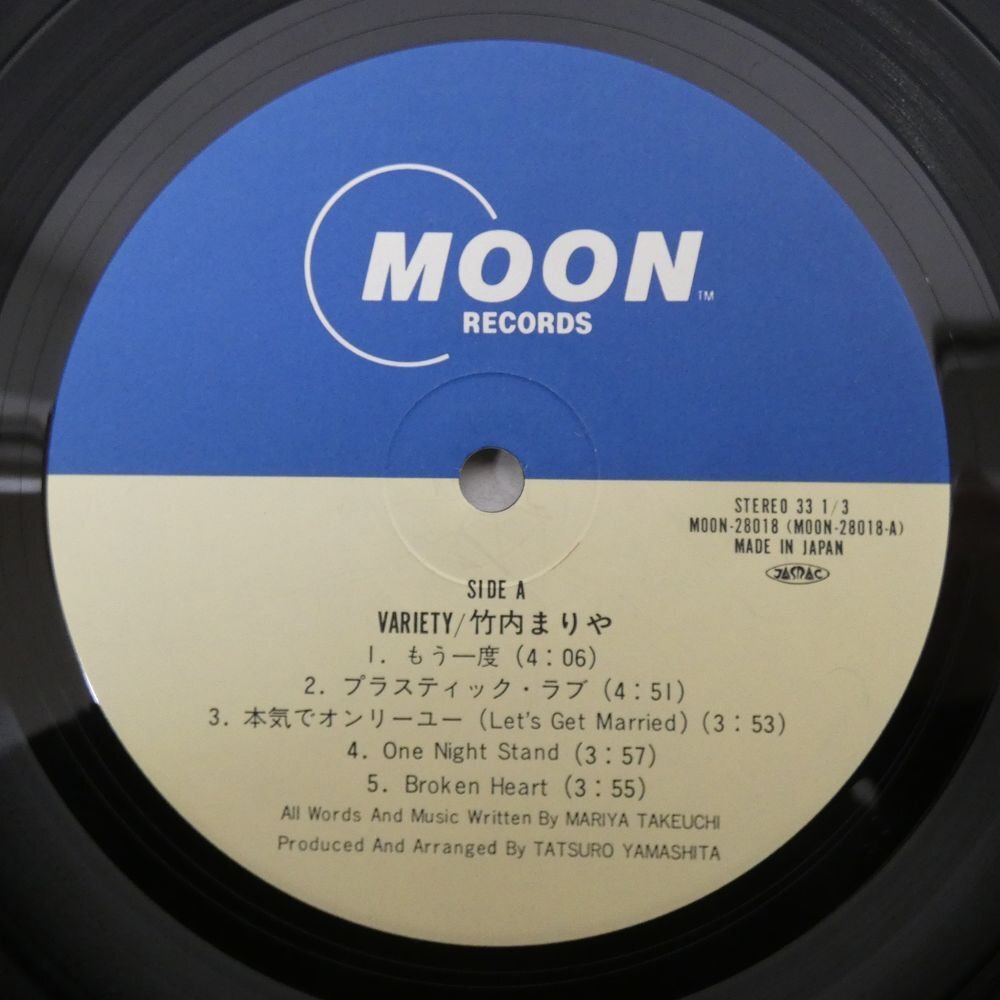 MOON TM
RECORDS
STEREO 33 1/3
MOON-28018 (MOON-28018-A)
MADE IN JAPAN
JASRAC
SIDE A
VARIETY/竹内まりや
1. もう一度 (4:06)
2. プラスティック・ラブ (4:51)
3. 本気でオンリーユー (Let's Get Married) (3:53)
4. One Night Stand (3:57)
5. Broken Heart (3:55)
All Words And Music Written By MARIYA TAKEUCHI
Produced And Arranged By TATSURO YAMASHITA